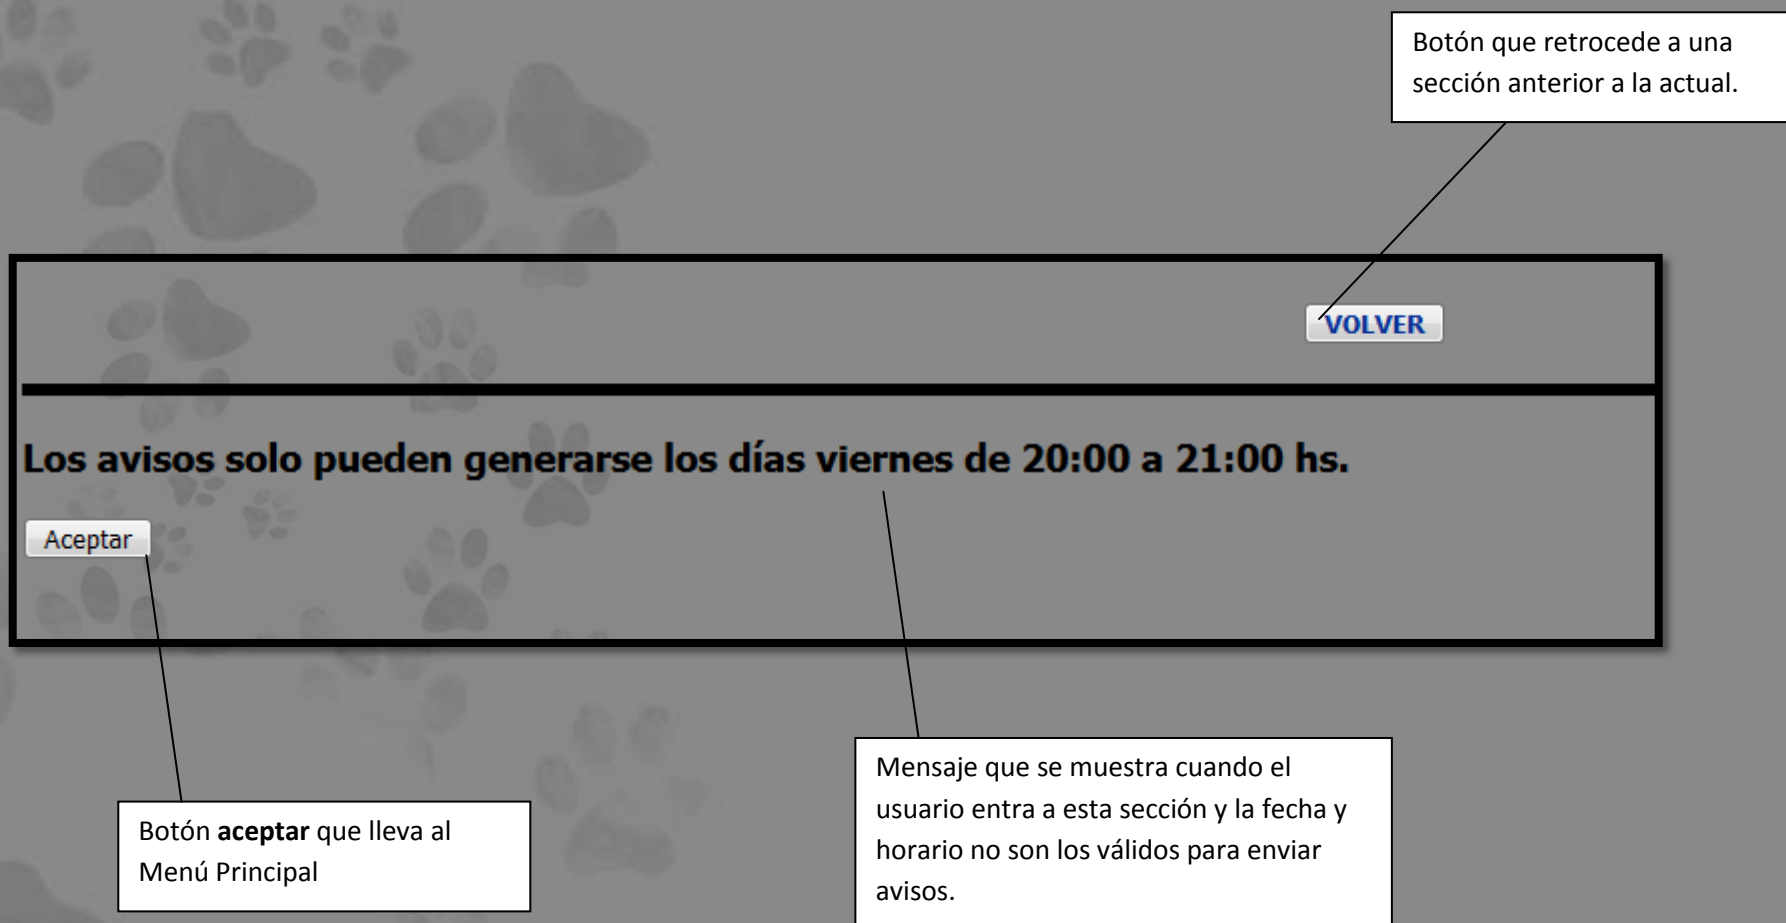 Botón que retrocede a una
sección anterior a la actual.
VOLVER
Los avisos solo pueden generarse los días viernes de 20:00 a 21:00 hs.
Aceptar
Botón aceptar que lleva al
Menú Principal
Mensaje que se muestra cuando el
usuario entra a esta sección y la fecha y
horario no son los válidos para enviar
avisos.